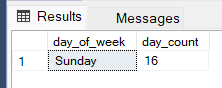 Results Messages
day_of_week day_count
1 Sunday 16